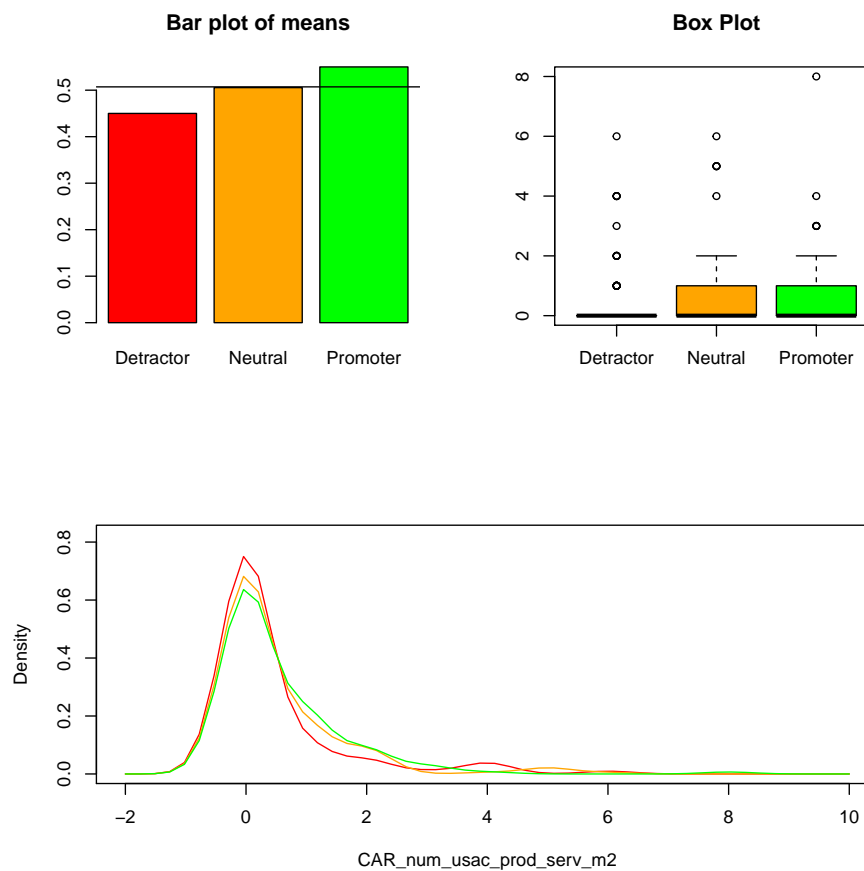 Bar plot of means
0.0
0.1
0.2
0.3
0.4
0.5
Detractor Neutral Promoter
Box Plot
8
6
4
2
0
Detractor Neutral Promoter
Density
0.8
0.6
0.4
0.2
0.0
−2 0 2 4 6 8 10
CAR_num_usac_prod_serv_m2